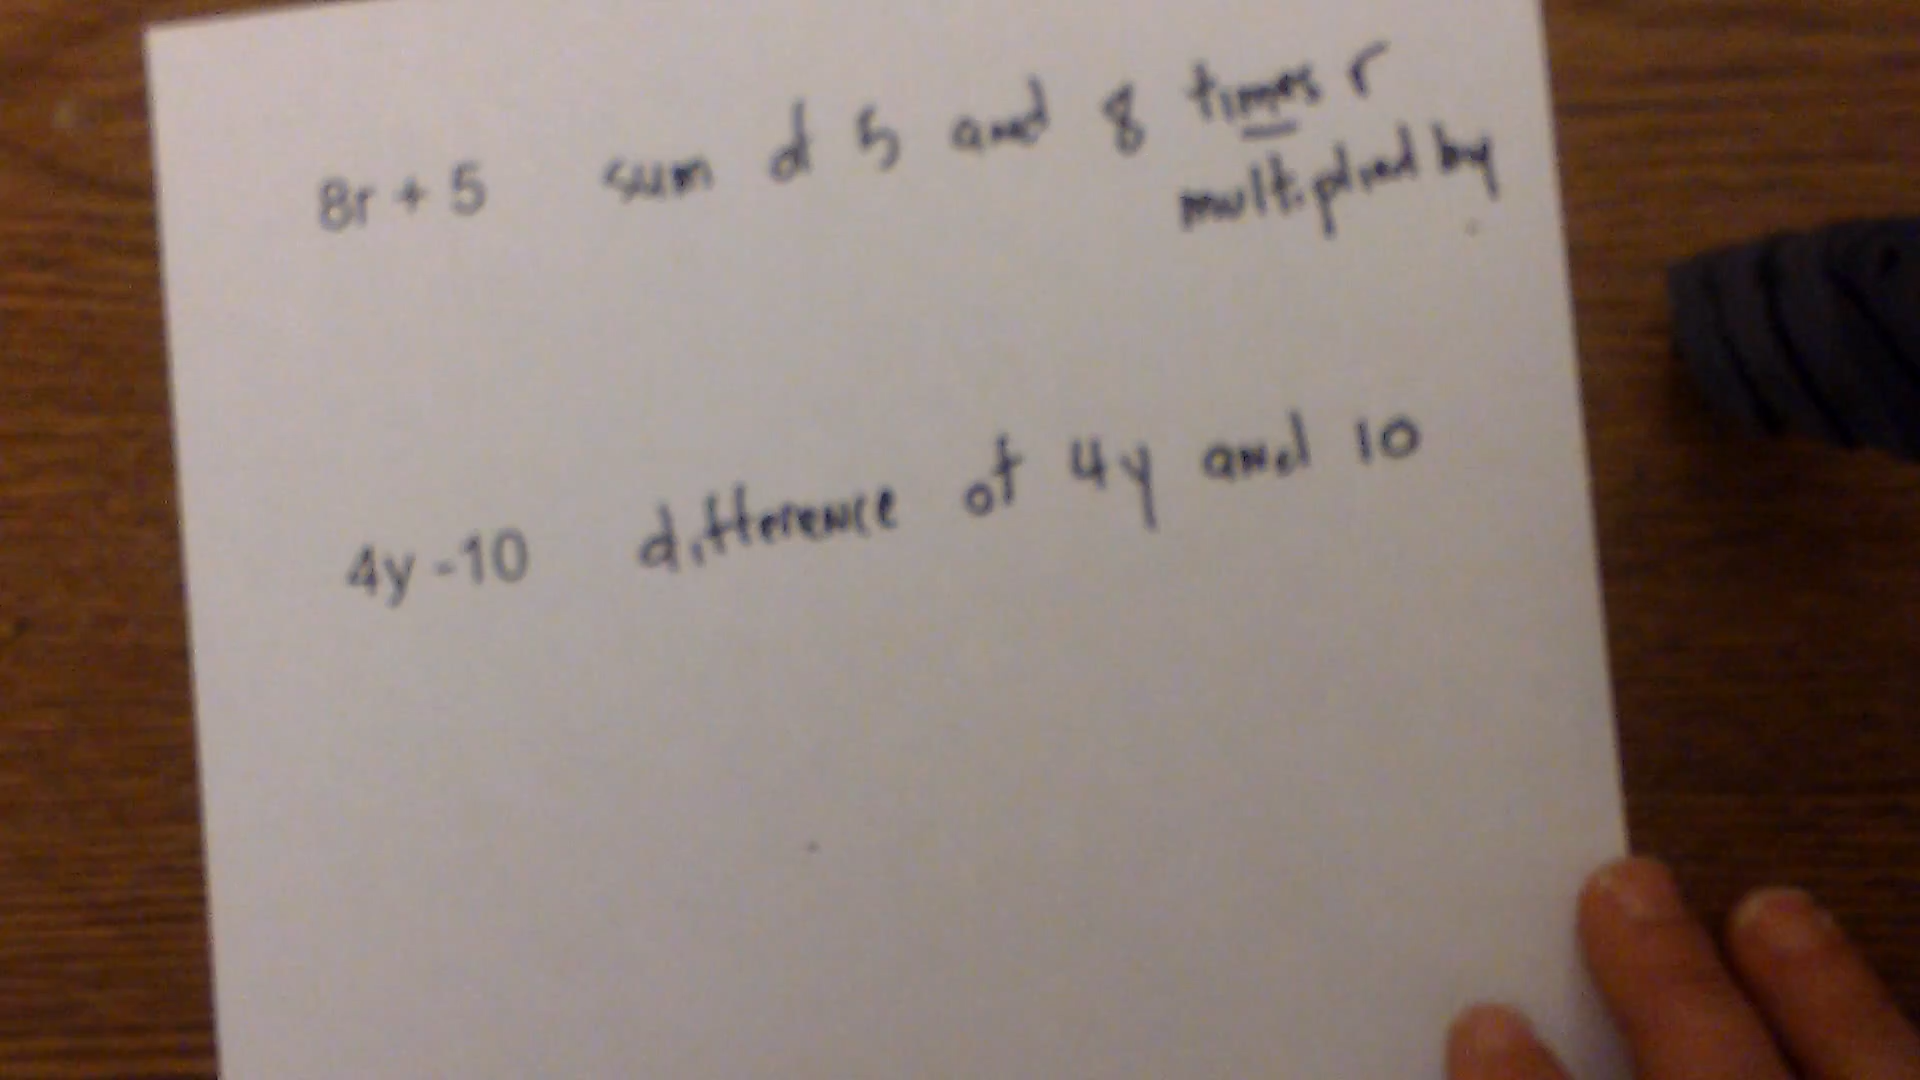 8r + 5 sum of 5 and 8 times r
multiplied by
4y -10 difference of 4y and 10